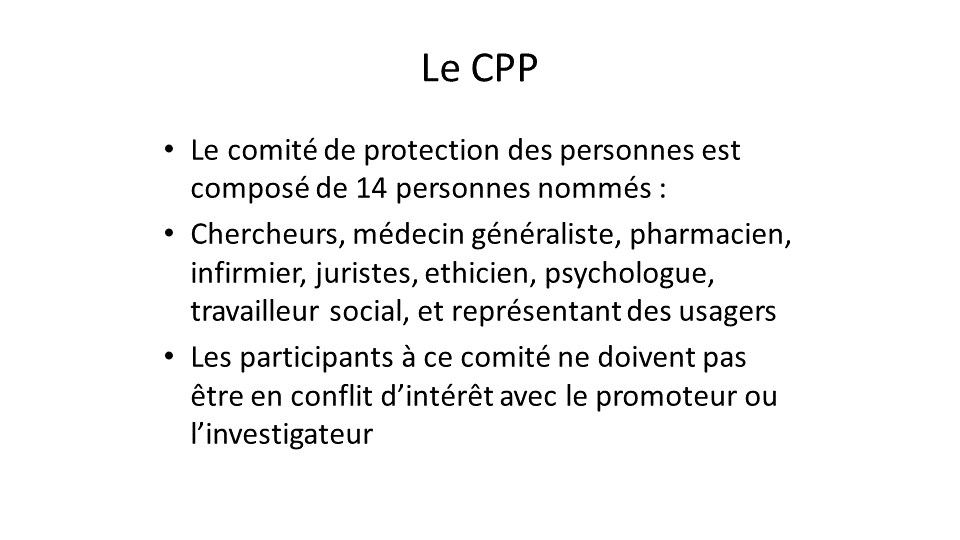 Le CPP
• Le comité de protection des personnes est
composé de 14 personnes nommés :
• Chercheurs, médecin généraliste, pharmacien,
infirmier, juristes, ethicien, psychologue,
travailleur social, et représentant des usagers
• Les participants à ce comité ne doivent pas
être en conflit d’intérêt avec le promoteur ou
l’investigateur